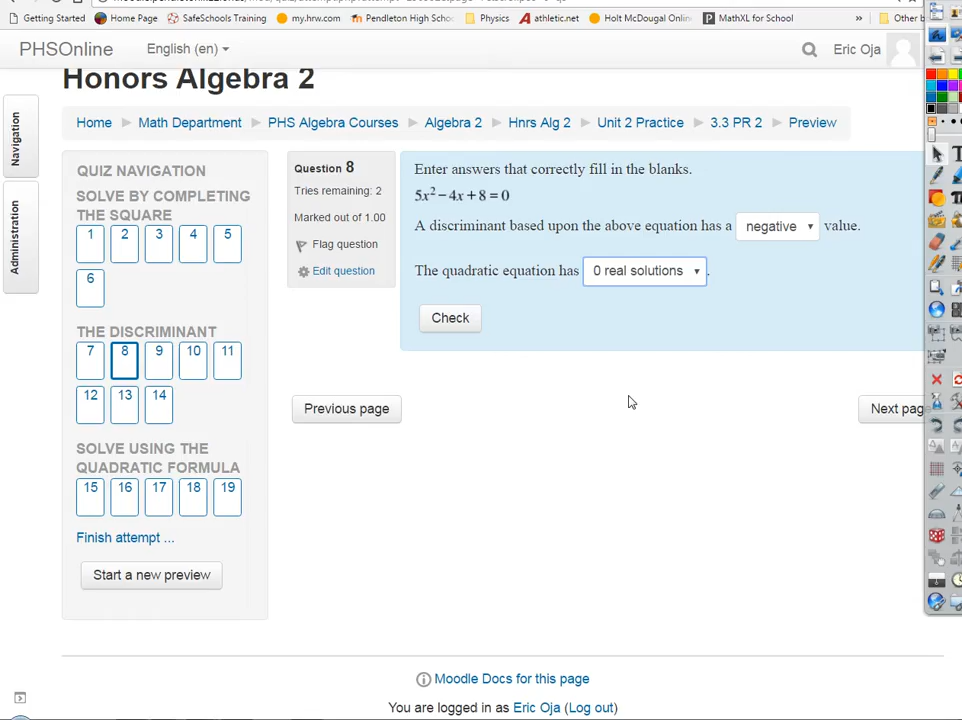 Getting Started Home Page SafeSchools Training my.hrw.com Pendleton High Scho Physics athletic.net Holt McDougal Onlin MathXL for School » Other b
PHSOnline English (en) Eric Oja
Honors Algebra 2
Navigation
Administration
Home Math Department PHS Algebra Courses Algebra 2 Hnrs Alg 2 Unit 2 Practice 3.3 PR 2 Preview
QUIZ NAVIGATION
SOLVE BY COMPLETING
THE SQUARE
1 2 3 4 5
6
THE DISCRIMINANT
7 8 9 10 11
12 13 14
SOLVE USING THE
QUADRATIC FORMULA
15 16 17 18 19
Finish attempt ...
Start a new preview
Question 8
Tries remaining: 2
Marked out of 1.00
Flag question
Edit question
Enter answers that correctly fill in the blanks.
5x² − 4x + 8 = 0
A discriminant based upon the above equation has a negative value.
The quadratic equation has 0 real solutions .
Check
Previous page
Next pag
Moodle Docs for this page
You are logged in as Eric Oja (Log out)